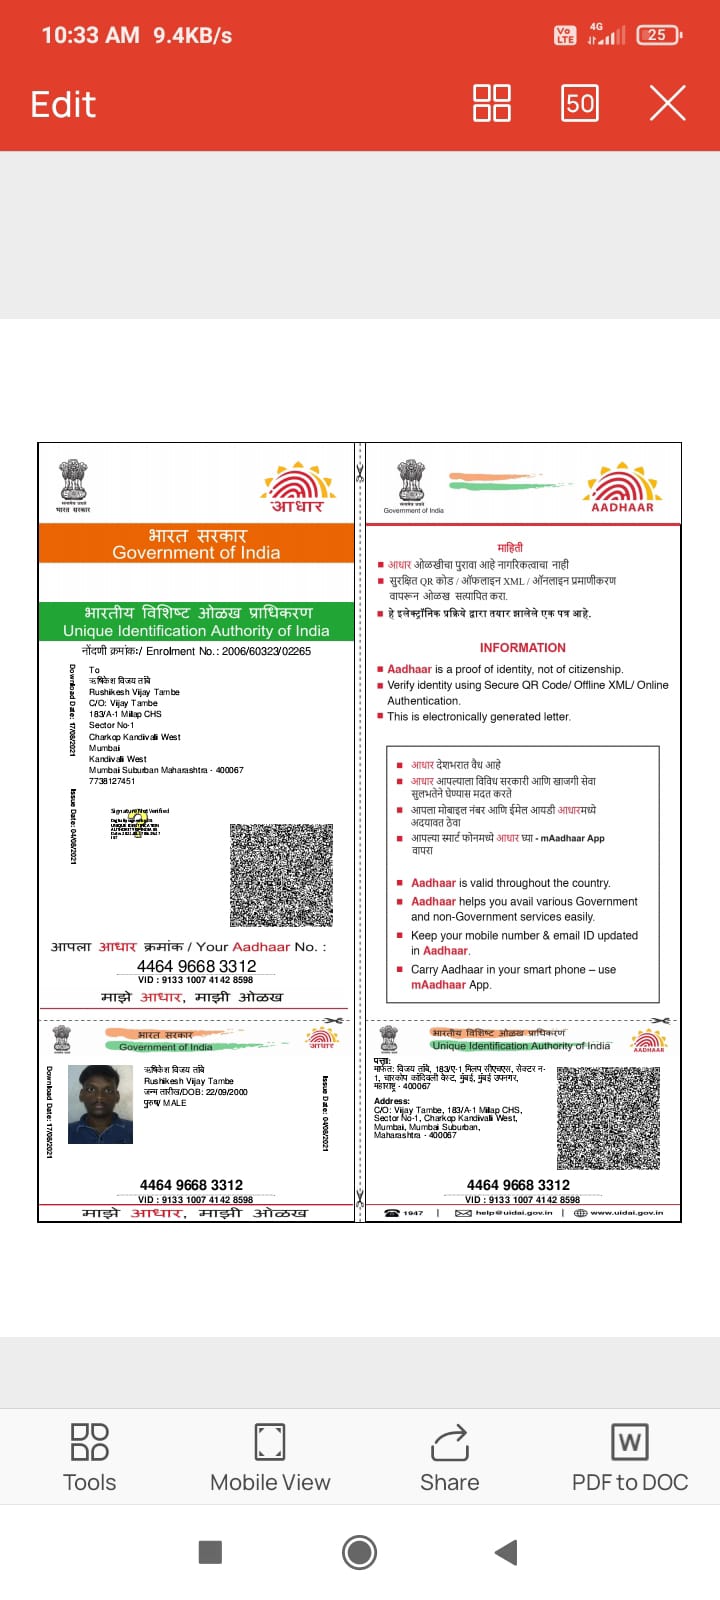 10:33 AM 9.4KB/s
Vo LTE 4G 25
Edit
50
सत्यमेव जयते
भारत सरकार
आधार
भारत सरकार
Government of India
भारतीय विशिष्ट ओळख प्राधिकरण
Unique Identification Authority of India
नोंदणी क्रमांक:/ Enrolment No.: 2006/60323/02265
Download Date: 17/08/2021
Issue Date: 04/08/2021
To
ऋषिकेश विजय तांबे
Rushikesh Vijay Tambe
C/O: Vijay Tambe
183/A-1 Milap CHS
Sector No-1
Charkop Kandivali West
Mumbai
Kandivali West
Mumbai Suburban Maharashtra - 400067
7738127451
Signature Not Verified
आपला आधार क्रमांक / Your Aadhaar No. :
4464 9668 3312
VID : 9133 1007 4142 8598
माझे आधार, माझी ओळख
सत्यमेव जयते
Government of India
AADHAAR
माहिती
आधार ओळखीचा पुरावा आहे नागरिकत्वाचा नाही
सुरक्षित QR कोड / ऑफलाइन XML / ऑनलाइन प्रमाणीकरण
वापरून ओळख सत्यापित करा.
हे इलेक्ट्रॉनिक प्रक्रिये द्वारा तयार झालेले एक पत्र आहे.
INFORMATION
Aadhaar is a proof of identity, not of citizenship.
Verify identity using Secure QR Code/ Offline XML/ Online
Authentication.
This is electronically generated letter.
आधार देशभरात वैध आहे
आधार आपल्याला विविध सरकारी आणि खाजगी सेवा
सुलभतेने घेण्यास मदत करते
आपला मोबाइल नंबर आणि ईमेल आयडी आधारमध्ये
अदयावत ठेवा
आपल्या स्मार्ट फोनमध्ये आधार घ्या - mAadhaar App
वापरा
Aadhaar is valid throughout the country.
Aadhaar helps you avail various Government
and non-Government services easily.
Keep your mobile number & email ID updated
in Aadhaar.
Carry Aadhaar in your smart phone – use
mAadhaar App.
भारत सरकार
Government of India
आधार
Download Date: 17/08/2021
ऋषिकेश विजय तांबे
Rushikesh Vijay Tambe
जन्म तारीख/DOB: 22/09/2000
पुरुष/ MALE
Issue Date: 04/08/2021
4464 9668 3312
VID : 9133 1007 4142 8598
माझे आधार, माझी ओळख
भारतीय विशिष्ट ओळख प्राधिकरण
Unique Identification Authority of India
AADHAAR
पत्ता:
मार्फत: विजय तांबे, 183/ए-1 मिलाप सीएचएस, सेक्टर न-
1, चारकोप कांदिवली वेस्ट, मुंबई, मुंबई उपनगर,
महाराष्ट्र - 400067
Address:
C/O: Vijay Tambe, 183/A-1 Milap CHS,
Sector No-1, Charkop Kandivali West,
Mumbai, Mumbai Suburban,
Maharashtra - 400067
4464 9668 3312
VID : 9133 1007 4142 8598
1947 | help@uidai.gov.in | www.uidai.gov.in
Tools
Mobile View
Share
W
PDF to DOC